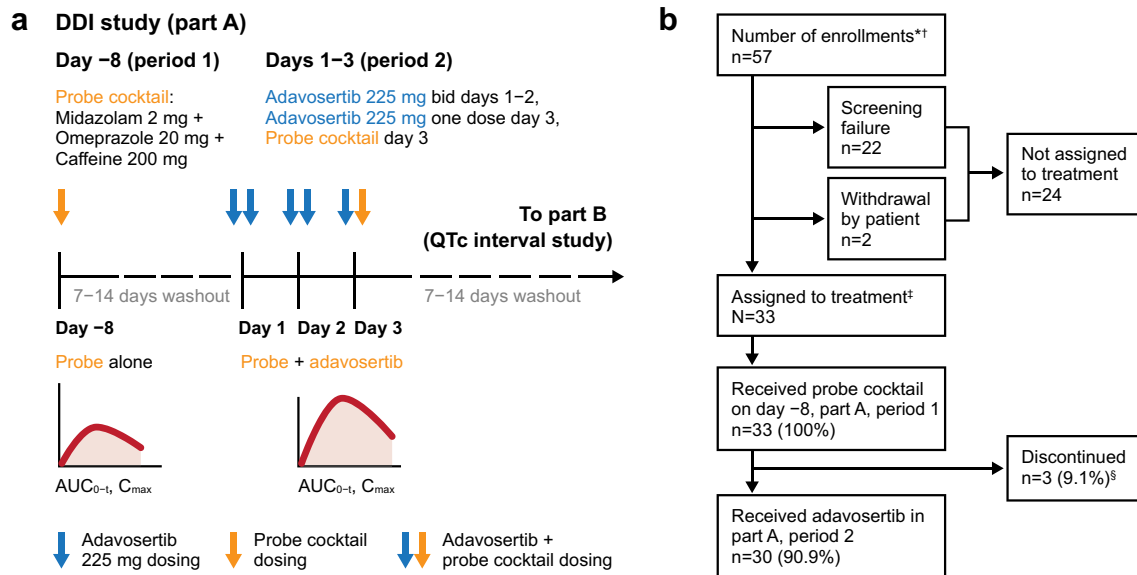 a
DDI study (part A)
Day −8 (period 1)
Probe cocktail:
Midazolam 2 mg +
Omeprazole 20 mg +
Caffeine 200 mg
Days 1−3 (period 2)
Adavosertib 225 mg bid days 1−2,
Adavosertib 225 mg one dose day 3,
Probe cocktail day 3
To part B
(QTc interval study)
7−14 days washout
7−14 days washout
Day −8
Day 1
Day 2
Day 3
Probe alone
Probe + adavosertib
AUC0−t, Cmax
AUC0−t, Cmax
Adavosertib
225 mg dosing
Probe cocktail
dosing
Adavosertib +
probe cocktail dosing
b
Number of enrollments*†
n=57
Screening
failure
n=22
Withdrawal
by patient
n=2
Not assigned
to treatment
n=24
Assigned to treatment‡
N=33
Received probe cocktail
on day −8, part A, period 1
n=33 (100%)
Discontinued
n=3 (9.1%)§
Received adavosertib in
part A, period 2
n=30 (90.9%)